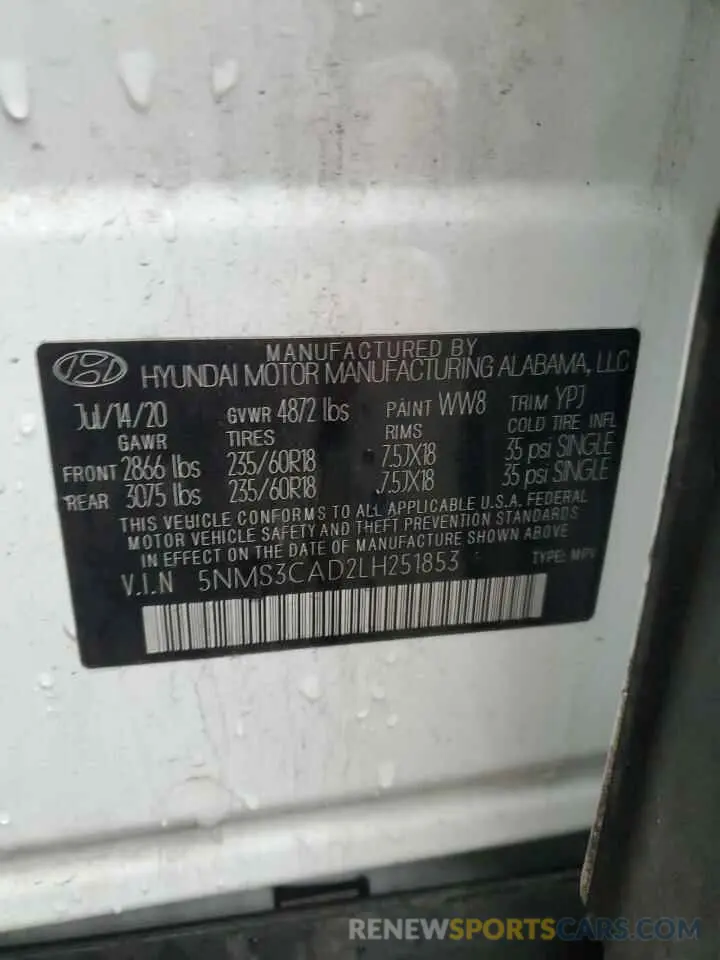 MANUFACTURED BY
HYUNDAI MOTOR MANUFACTURING ALABAMA, LLC
Jul/14/20 GVWR 4872 lbs PAINT WW8 TRIM YPJ
GAWR TIRES RIMS COLD TIRE INFL
FRONT 2866 lbs 235/60R18 7.5JX18 35 psi SINGLE
REAR 3075 lbs 235/60R18 7.5JX18 35 psi SINGLE
THIS VEHICLE CONFORMS TO ALL APPLICABLE U.S.A. FEDERAL
MOTOR VEHICLE SAFETY AND THEFT PREVENTION STANDARDS
IN EFFECT ON THE DATE OF MANUFACTURE SHOWN ABOVE.
V.I.N 5NMS3CAD2LH251853 TYPE: MPV
RENEWSPORTSCARS.COM